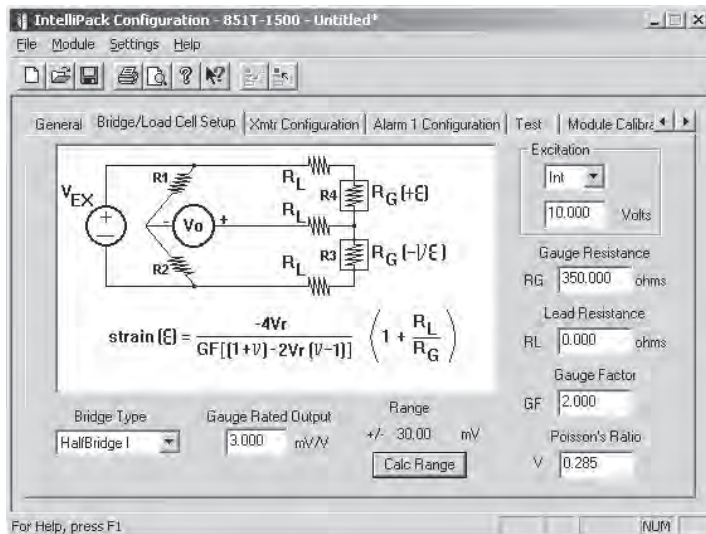 IntelliPack Configuration - 851T-1500 - Untitled*
File Module Settings Help
General Bridge/Load Cell Setup Xmtr Configuration Alarm 1 Configuration Test Module Calibra
VEX
R1
R2
Vo
- +
+
-
RL
RL
RL
R4
R3
RG (+ε)
RG (-νε)
strain (ε) = -4Vr / GF[(1+ν)-2Vr(ν-1)] (1 + RL / RG)
Excitation
Int
10.000 Volts
Gauge Resistance
RG 350.000 ohms
Lead Resistance
RL 0.000 ohms
Gauge Factor
GF 2.000
Poisson's Ratio
V 0.285
Bridge Type
HalfBridge I
Gauge Rated Output
3.000 mV/V
Range
+/- 30.00 mV
Calc Range
For Help, press F1
NUM